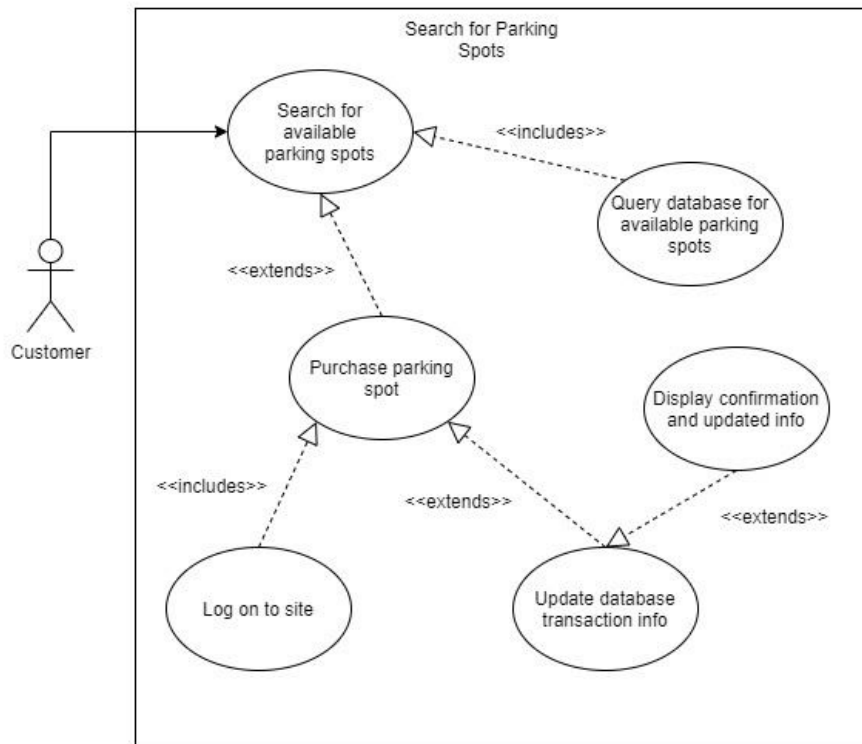 Search for Parking
Spots
Search for
available
parking spots
<<includes>>
Query database for
available parking
spots
<<extends>>
Customer
Purchase parking
spot
Display confirmation
and updated info
<<includes>>
<<extends>>
<<extends>>
Log on to site
Update database
transaction info